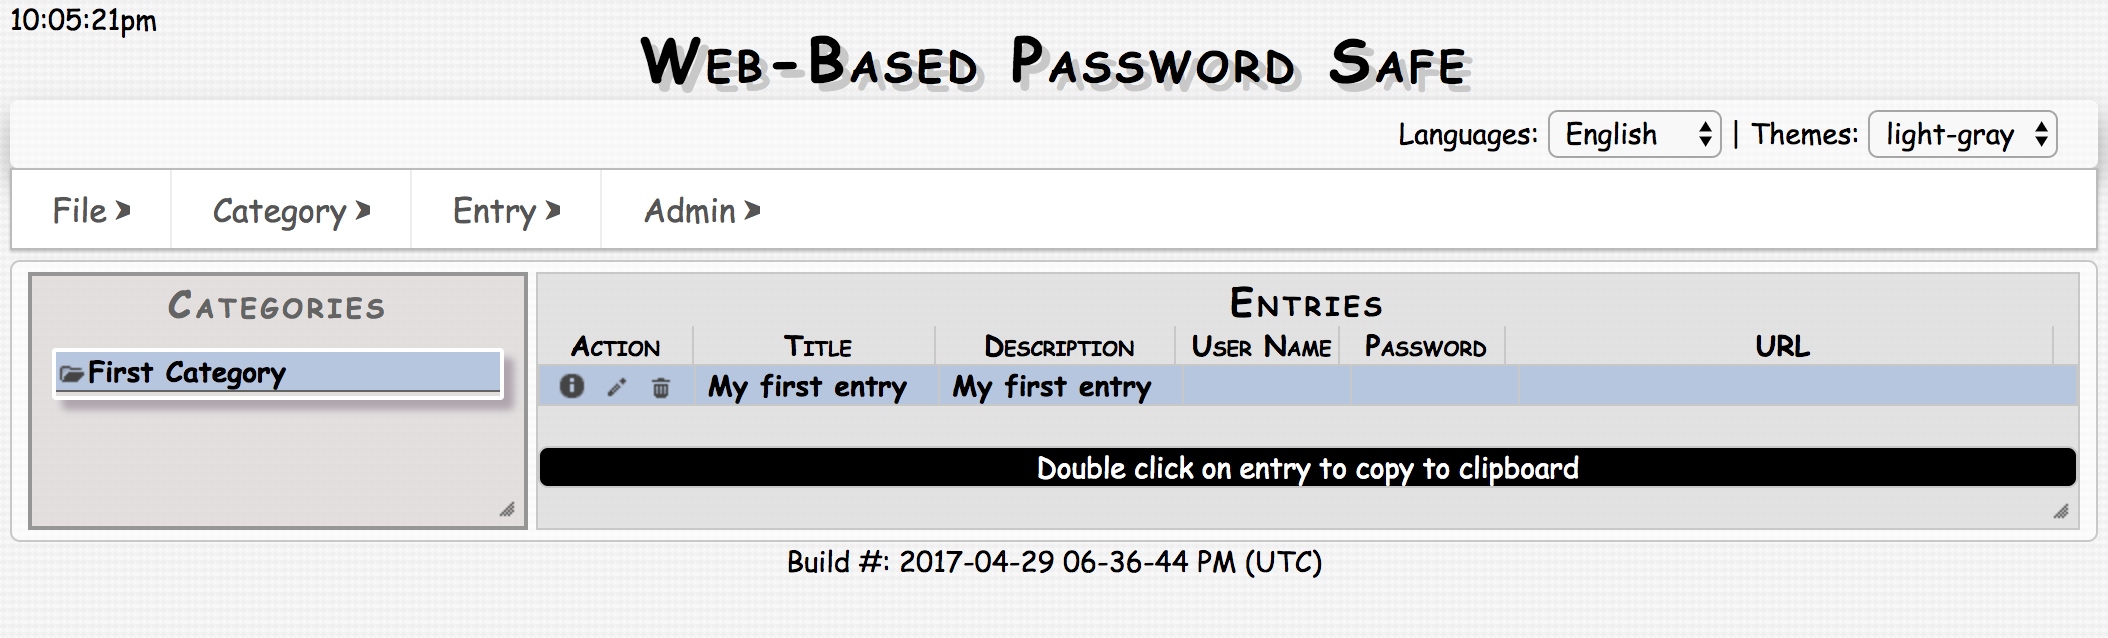 10:05:21pm
Web-Based Password Safe
Languages: English | Themes: light-gray
File Category Entry Admin
Categories
First Category
Entries
Action Title Description User Name Password URL
My first entry My first entry
Double click on entry to copy to clipboard
Build #: 2017-04-29 06-36-44 PM (UTC)